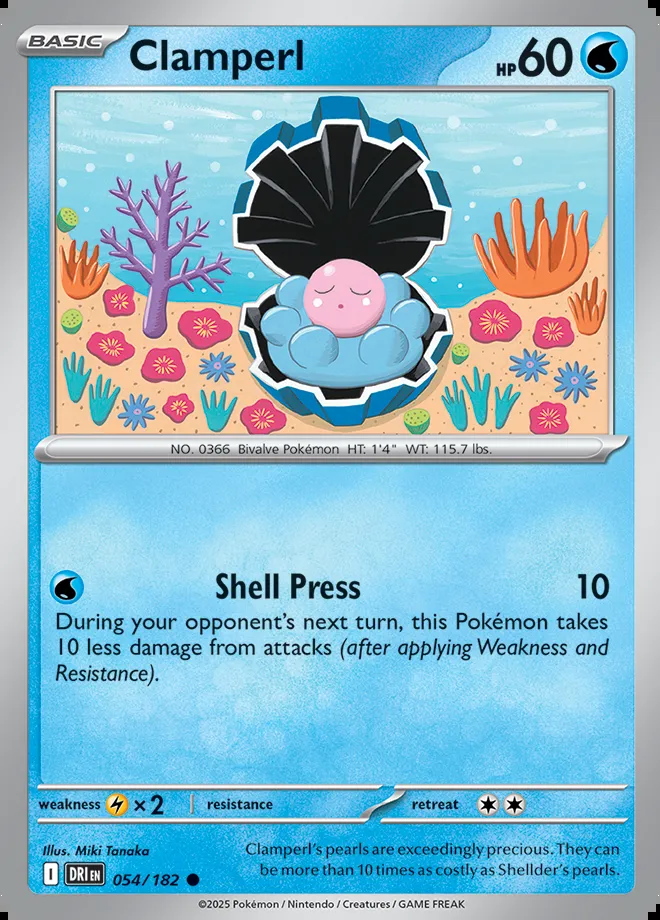 BASIC
Clamperl
HP 60
NO. 0366 Bivalve Pokémon HT: 1'4" WT: 115.7 lbs.
Shell Press 10
During your opponent's next turn, this Pokémon takes
10 less damage from attacks (after applying Weakness and
Resistance).
weakness ×2 resistance retreat
Illus. Miki Tanaka
Clamperl's pearls are exceedingly precious. They can
be more than 10 times as costly as Shellder's pearls.
I DRI EN 054/182
©2025 Pokémon / Nintendo / Creatures / GAME FREAK